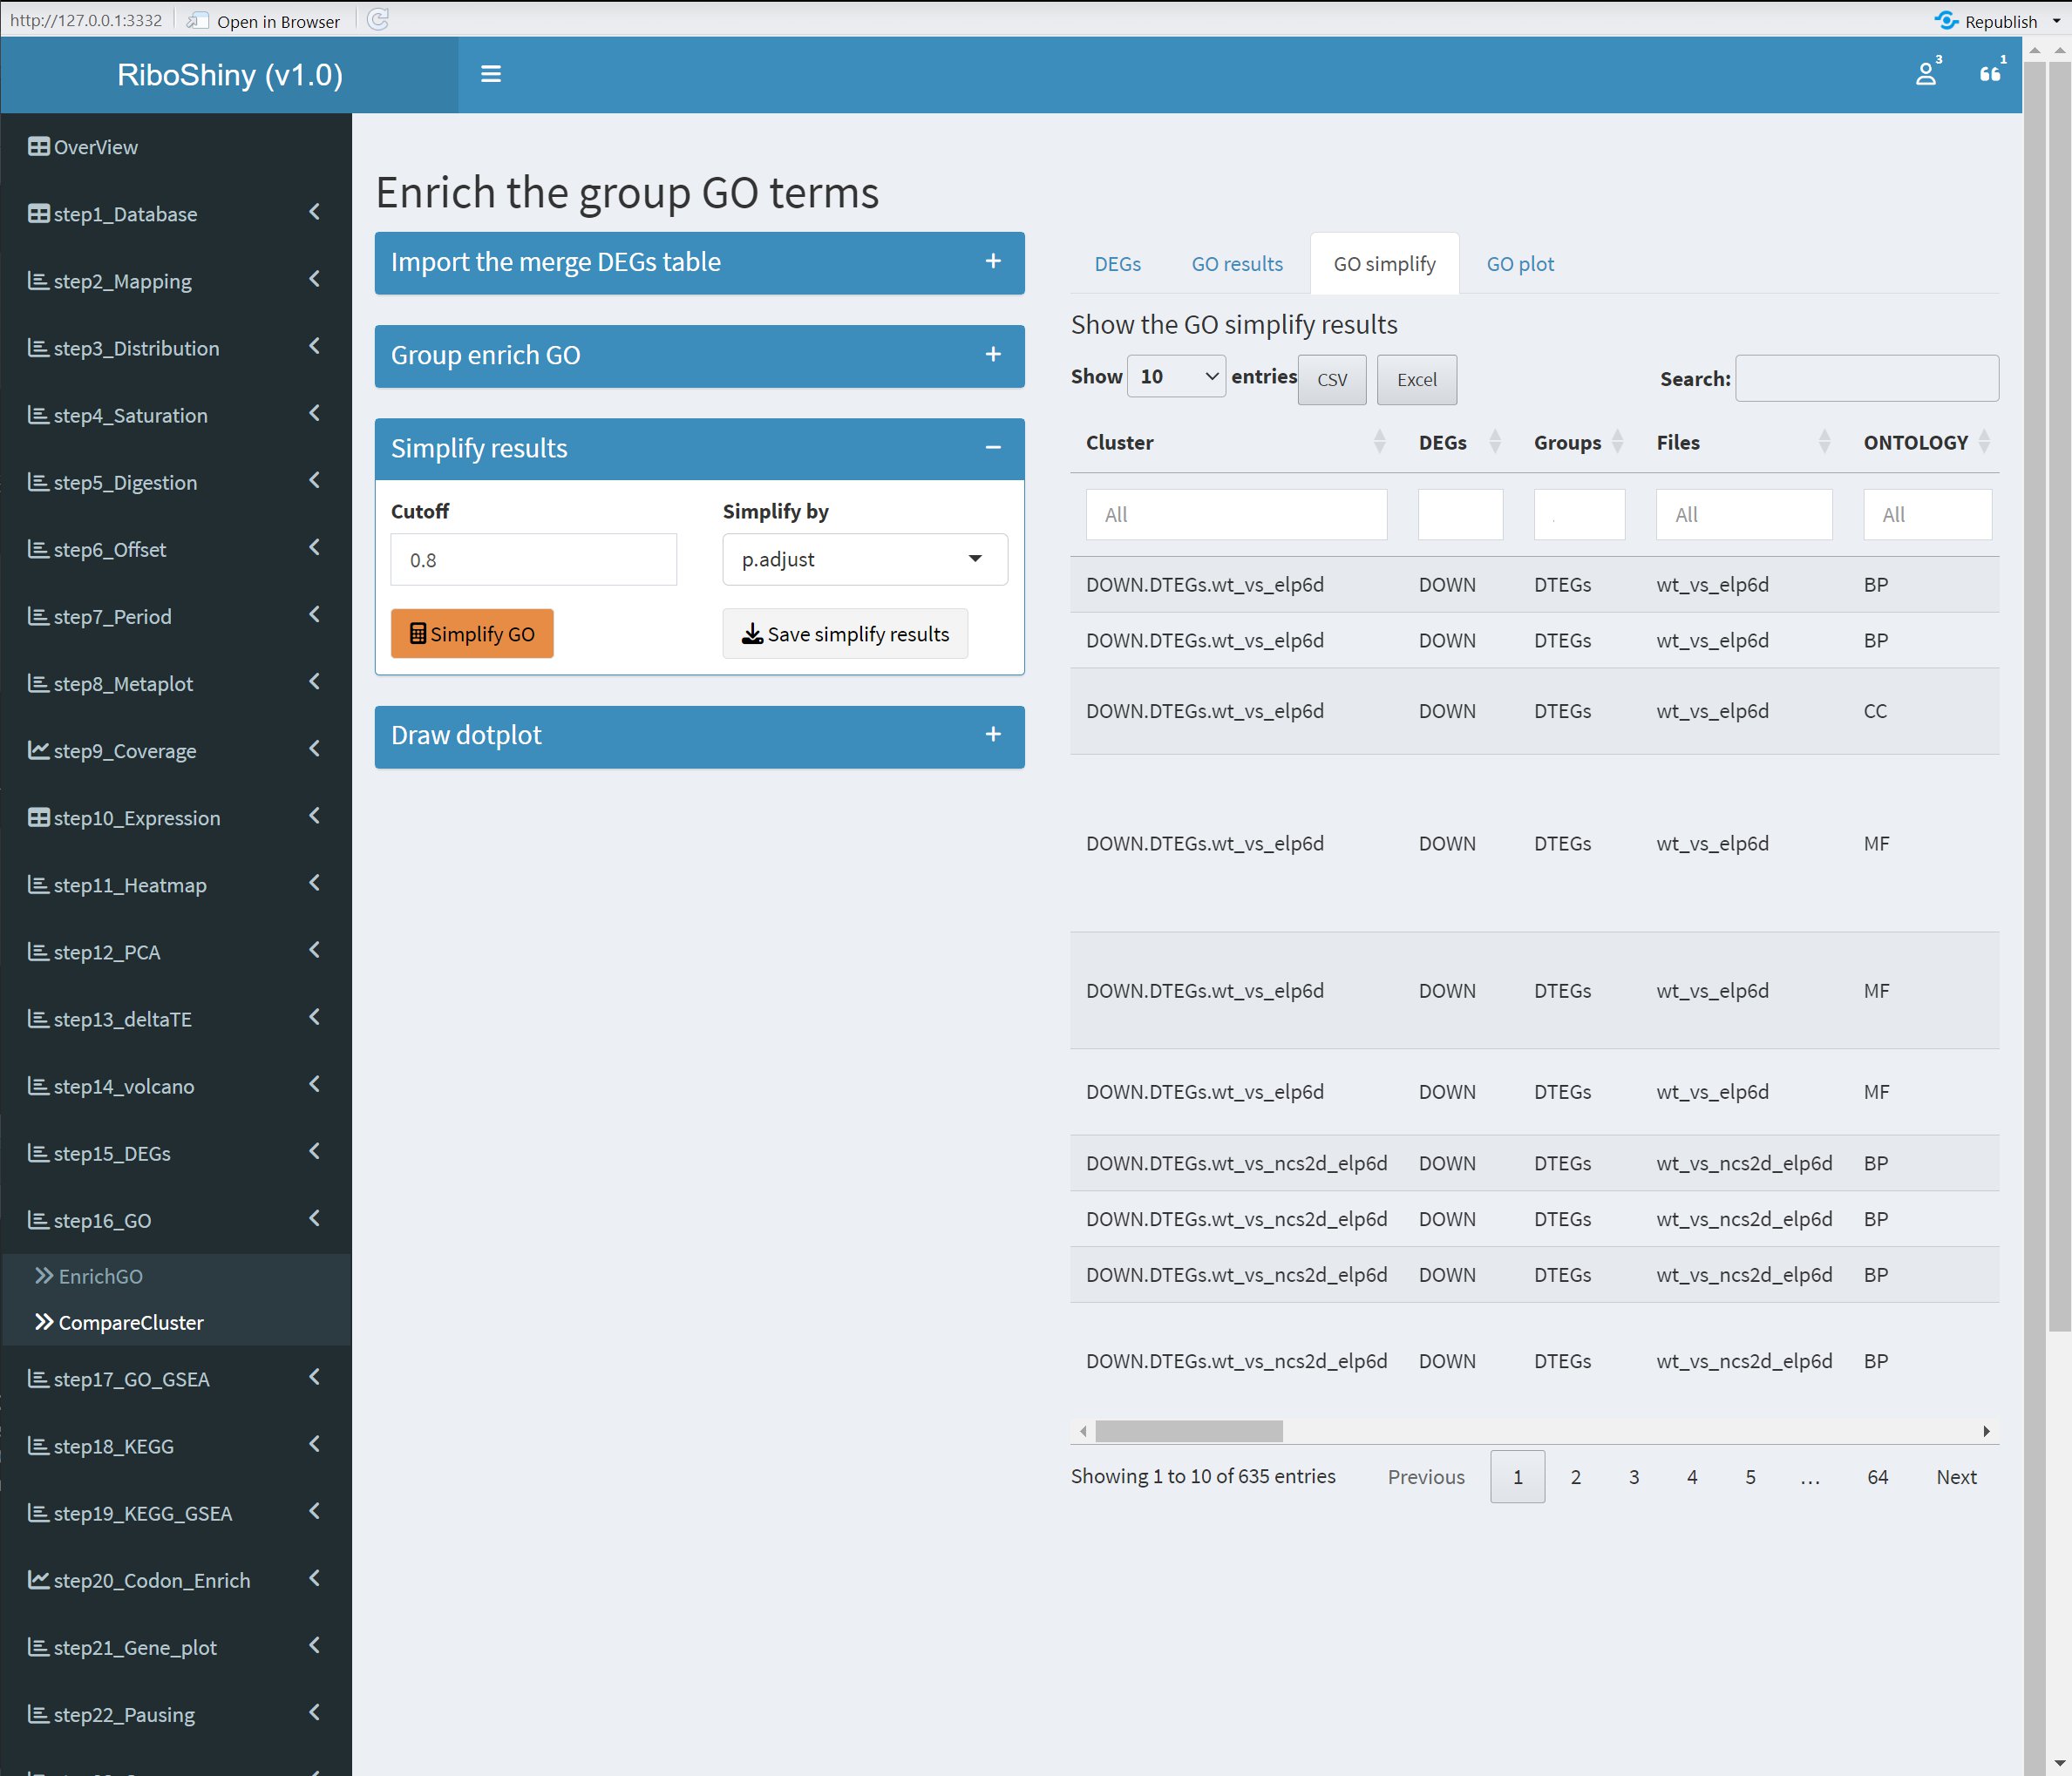 http://127.0.0.1:3332 Open in Browser Republish
RiboShiny (v1.0) 3 1
OverView
step1_Database
step2_Mapping
step3_Distribution
step4_Saturation
step5_Digestion
step6_Offset
step7_Period
step8_Metaplot
step9_Coverage
step10_Expression
step11_Heatmap
step12_PCA
step13_deltaTE
step14_volcano
step15_DEGs
step16_GO
EnrichGO
CompareCluster
step17_GO_GSEA
step18_KEGG
step19_KEGG_GSEA
step20_Codon_Enrich
step21_Gene_plot
step22_Pausing
Enrich the group GO terms
Import the merge DEGs table +
Group enrich GO +
Simplify results −
Cutoff Simplify by
0.8 p.adjust
Simplify GO Save simplify results
Draw dotplot +
DEGs GO results GO simplify GO plot
Show the GO simplify results
Show 10 entries CSV Excel Search:
Cluster DEGs Groups Files ONTOLOGY
All All All
DOWN.DTEGs.wt_vs_elp6d DOWN DTEGs wt_vs_elp6d BP
DOWN.DTEGs.wt_vs_elp6d DOWN DTEGs wt_vs_elp6d BP
DOWN.DTEGs.wt_vs_elp6d DOWN DTEGs wt_vs_elp6d CC
DOWN.DTEGs.wt_vs_elp6d DOWN DTEGs wt_vs_elp6d MF
DOWN.DTEGs.wt_vs_elp6d DOWN DTEGs wt_vs_elp6d MF
DOWN.DTEGs.wt_vs_elp6d DOWN DTEGs wt_vs_elp6d MF
DOWN.DTEGs.wt_vs_ncs2d_elp6d DOWN DTEGs wt_vs_ncs2d_elp6d BP
DOWN.DTEGs.wt_vs_ncs2d_elp6d DOWN DTEGs wt_vs_ncs2d_elp6d BP
DOWN.DTEGs.wt_vs_ncs2d_elp6d DOWN DTEGs wt_vs_ncs2d_elp6d BP
DOWN.DTEGs.wt_vs_ncs2d_elp6d DOWN DTEGs wt_vs_ncs2d_elp6d BP
Showing 1 to 10 of 635 entries Previous 1 2 3 4 5 … 64 Next